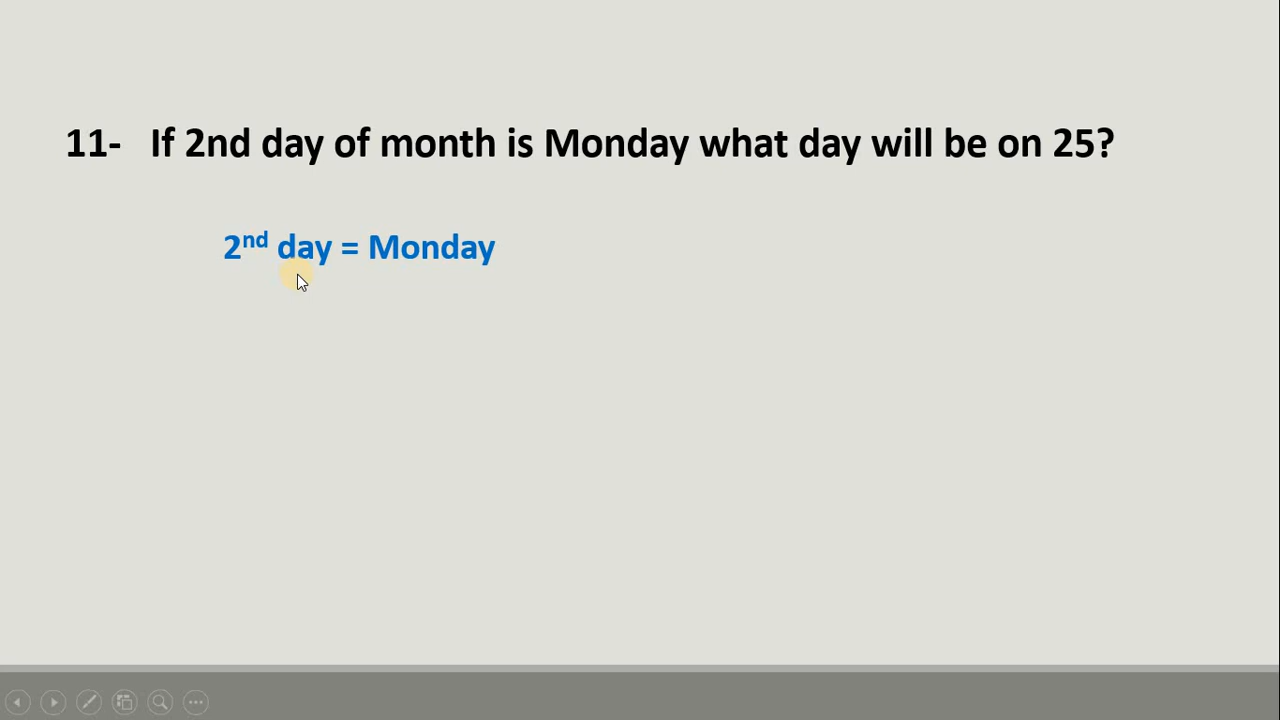 11- If 2nd day of month is Monday what day will be on 25?
2nd day = Monday